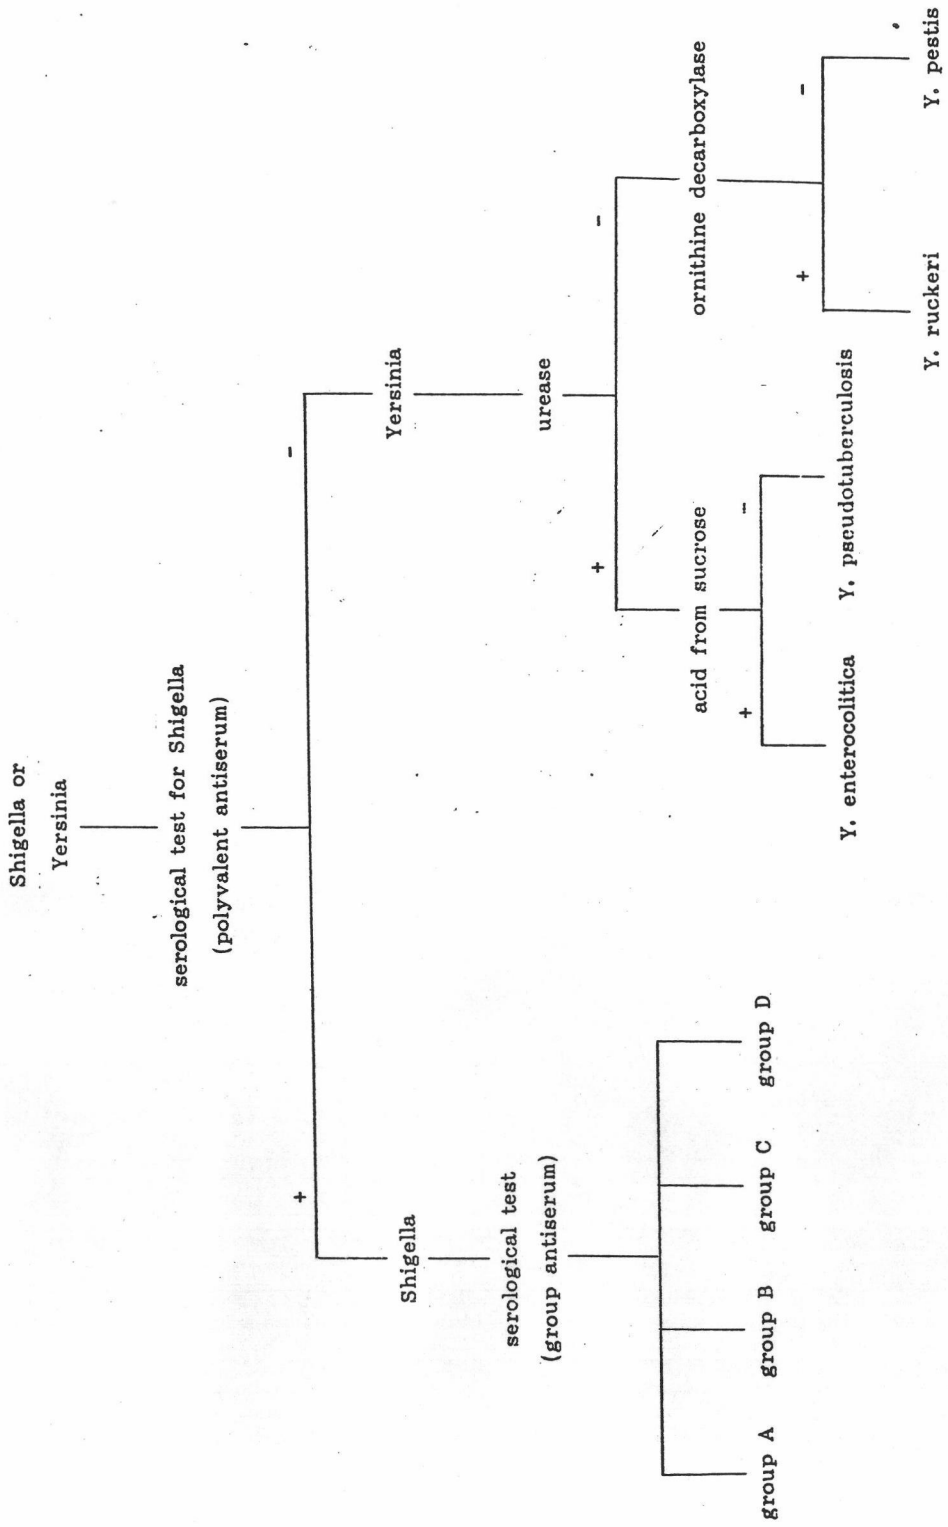 Shigella or
Yersinia
serological test for Shigella
(polyvalent antiserum)
+
-
Shigella
Yersinia
serological test
(group antiserum)
urease
+
-
group A
group B
group C
group D
acid from sucrose
ornithine decarboxylase
+
-
+
-
Y. enterocolitica
Y. pseudotuberculosis
Y. ruckeri
Y. pestis